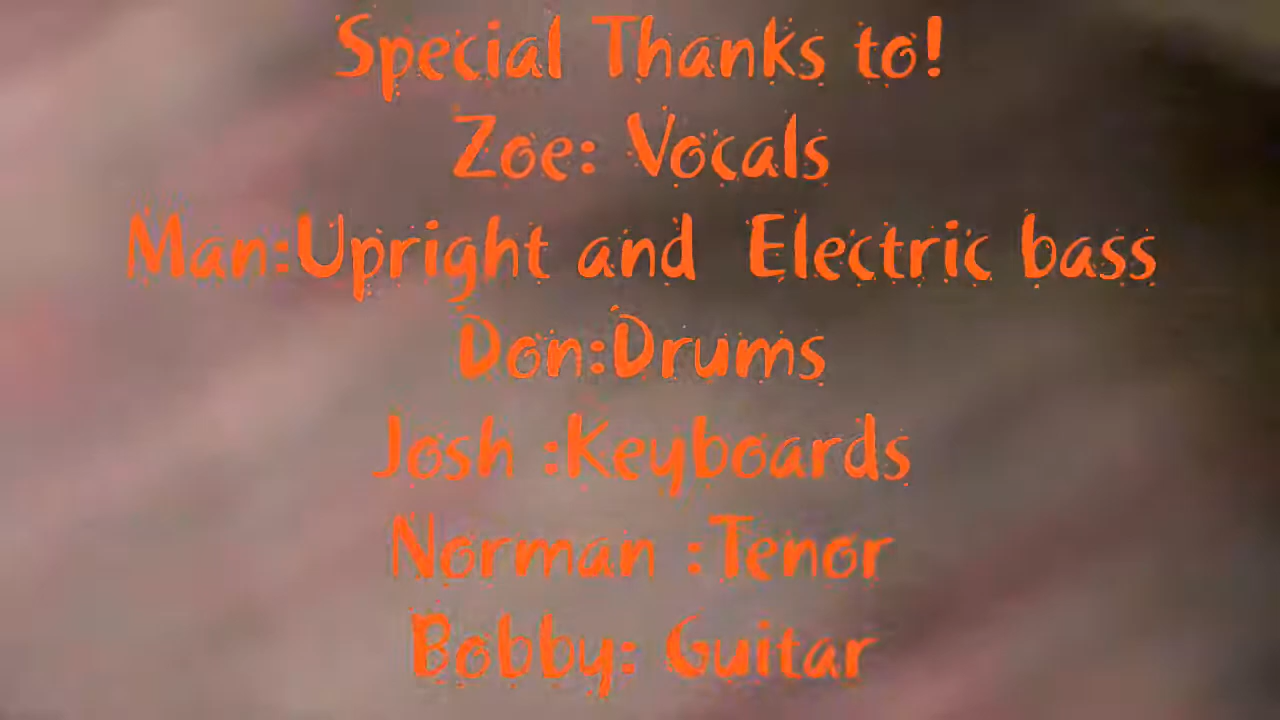 Special Thanks to!
Zoe: Vocals
Man:Upright and  Electric bass
Don:Drums
Josh :Keyboards
Norman :Tenor
Bobby: Guitar